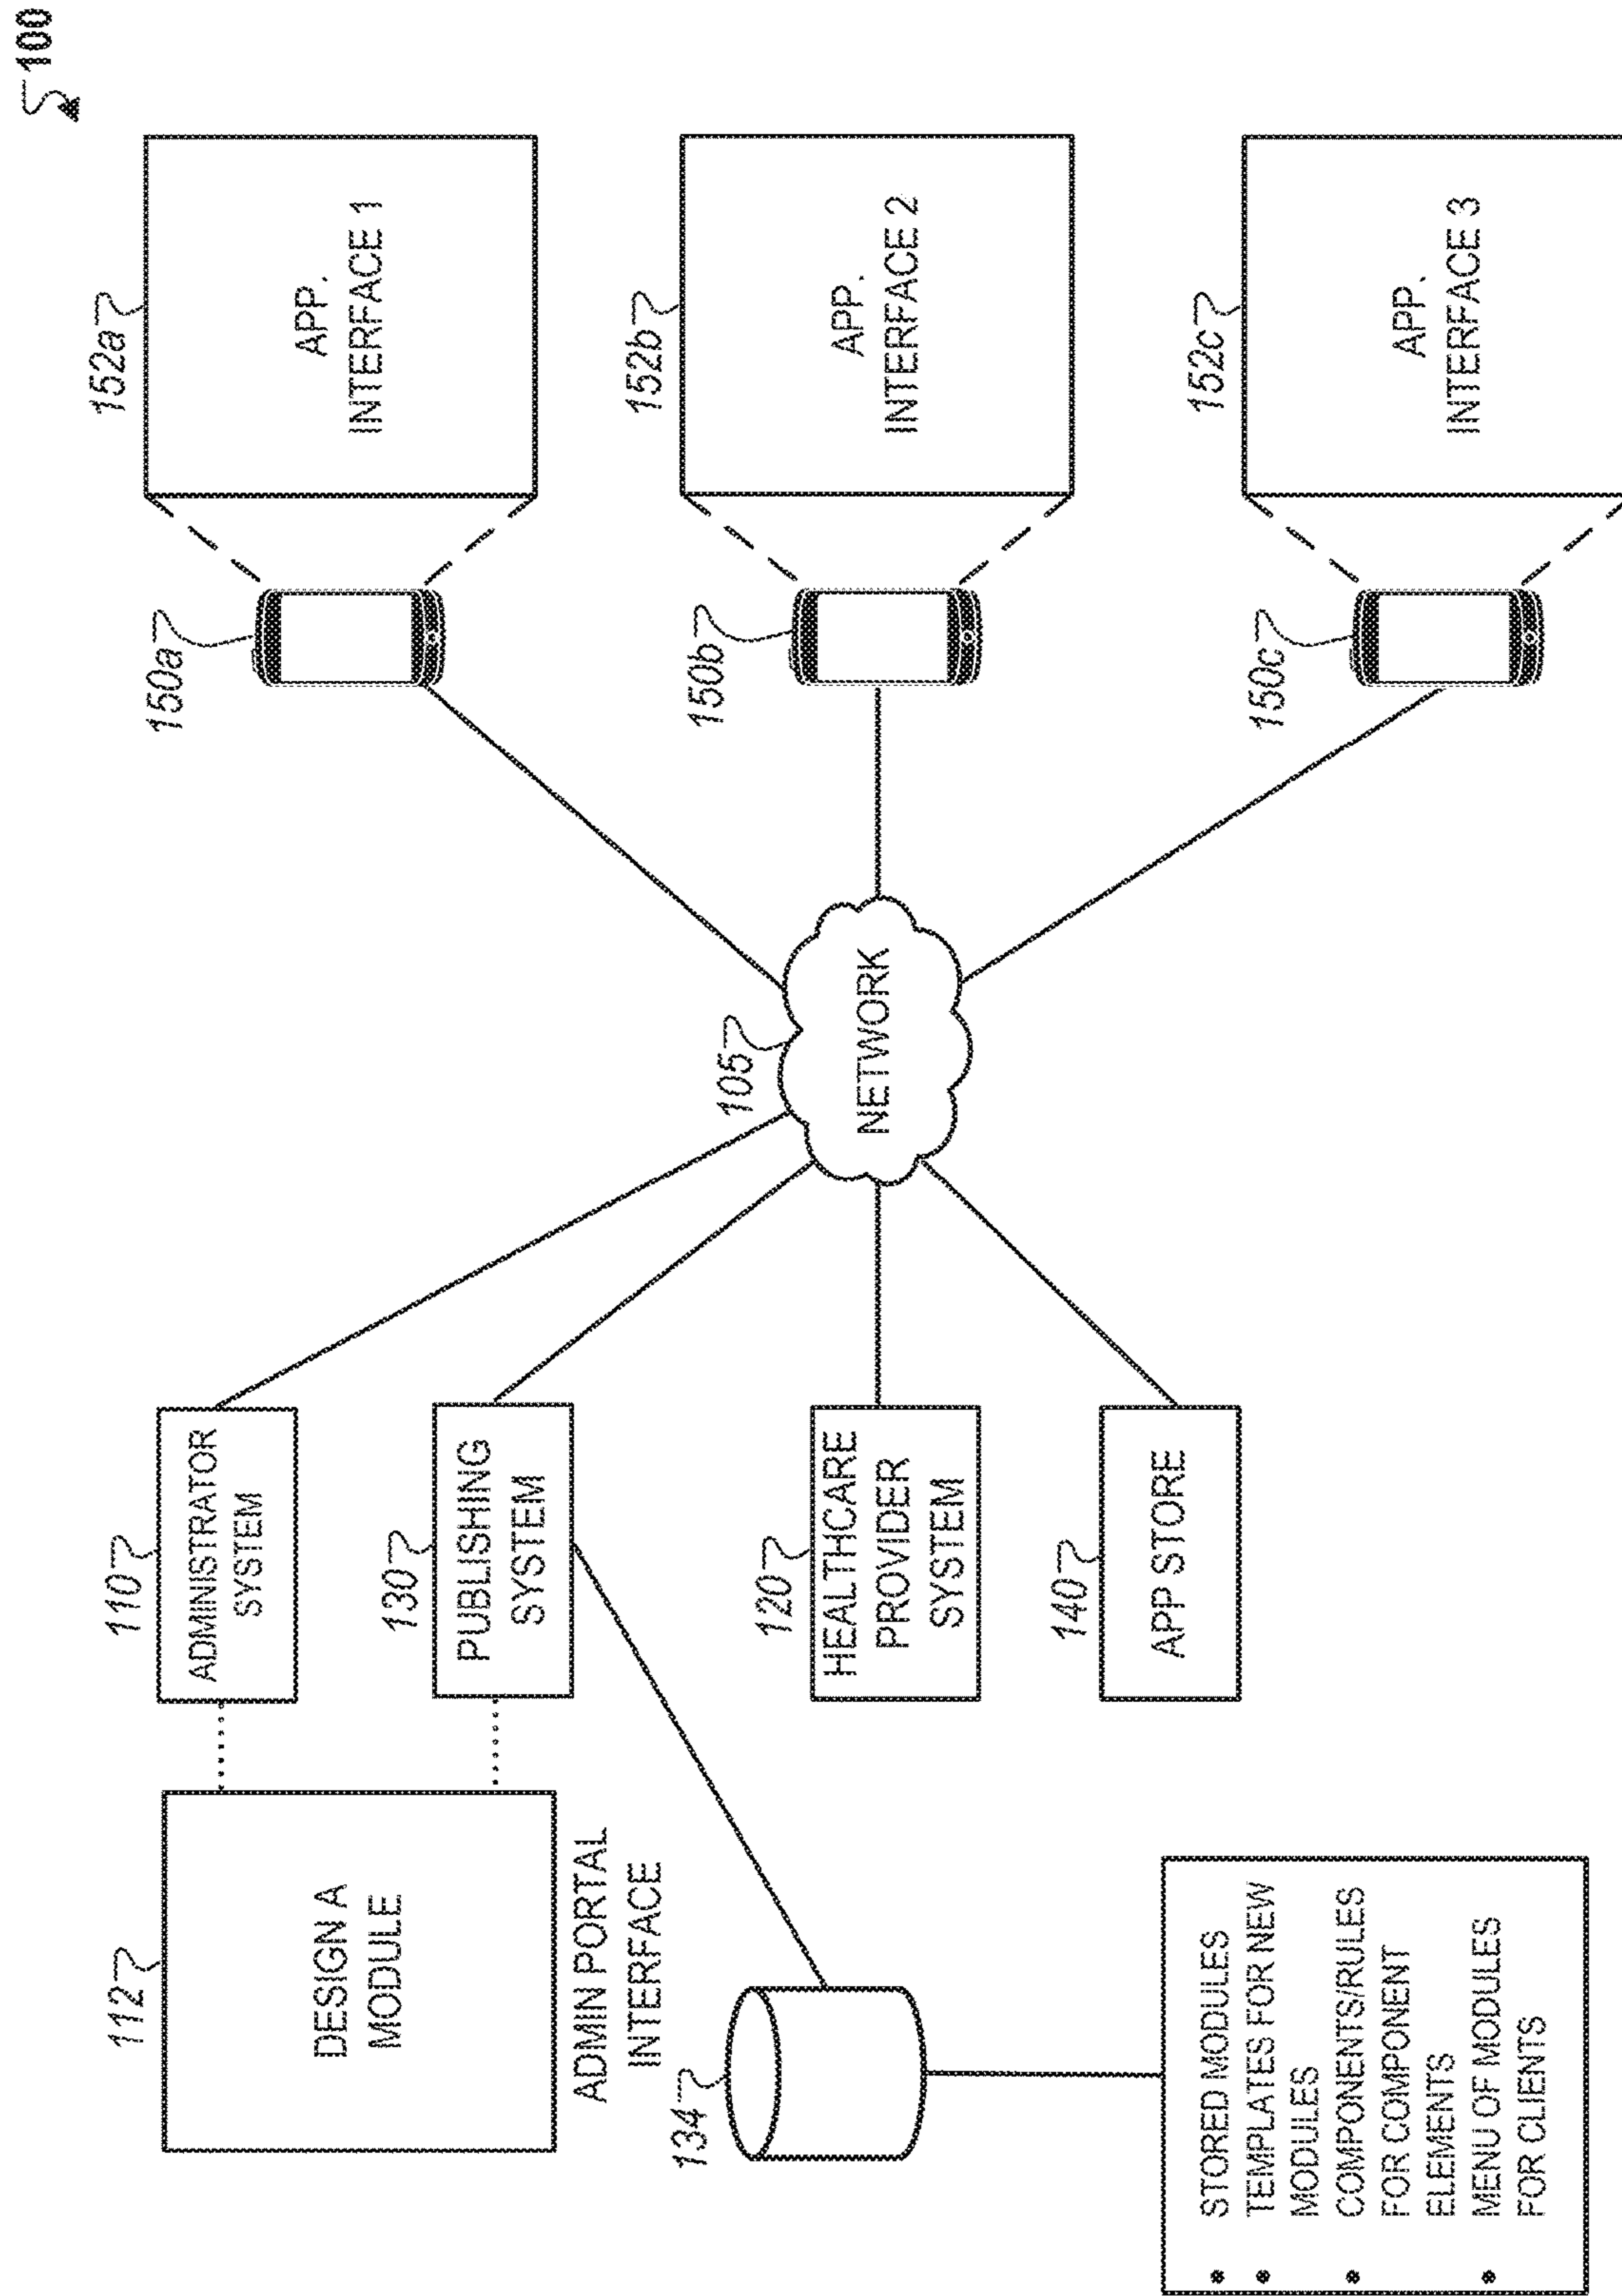 100
112
DESIGN A
MODULE
ADMIN PORTAL
INTERFACE
110
ADMINISTRATOR
SYSTEM
130
PUBLISHING
SYSTEM
120
HEALTHCARE
PROVIDER
SYSTEM
140
APP STORE
134
• STORED MODULES
• TEMPLATES FOR NEW
MODULES
• COMPONENTS/RULES
FOR COMPONENT
ELEMENTS
• MENU OF MODULES
FOR CLIENTS
105
NETWORK
150a
152a
APP.
INTERFACE 1
150b
152b
APP.
INTERFACE 2
150c
152c
APP.
INTERFACE 3